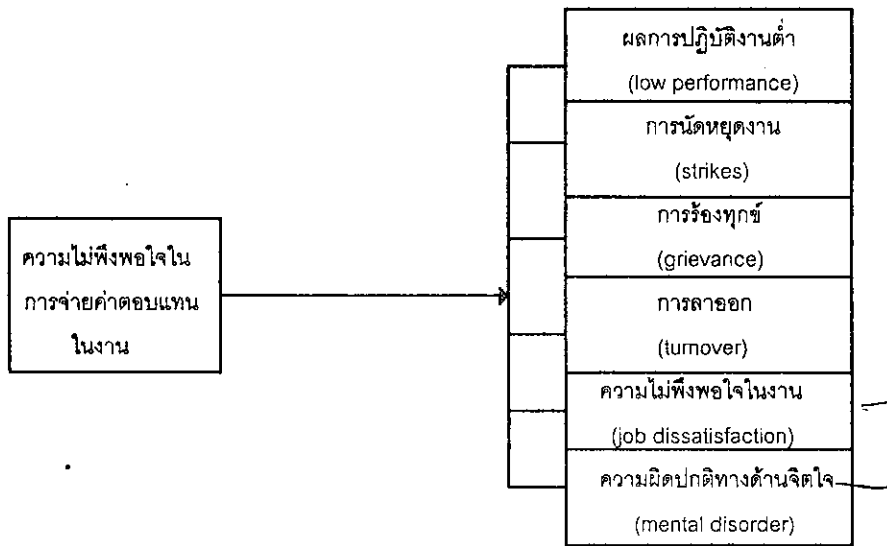 ผลการปฏิบัติงานต่ำ
(low performance)
การนัดหยุดงาน
(strikes)
การร้องทุกข์
(grievance)
การลาออก
(turnover)
ความไม่พึงพอใจในงาน
(job dissatisfaction)
ความผิดปกติทางด้านจิตใจ
(mental disorder)
ความไม่พึงพอใจใน
การจ่ายค่าตอบแทน
ในงาน